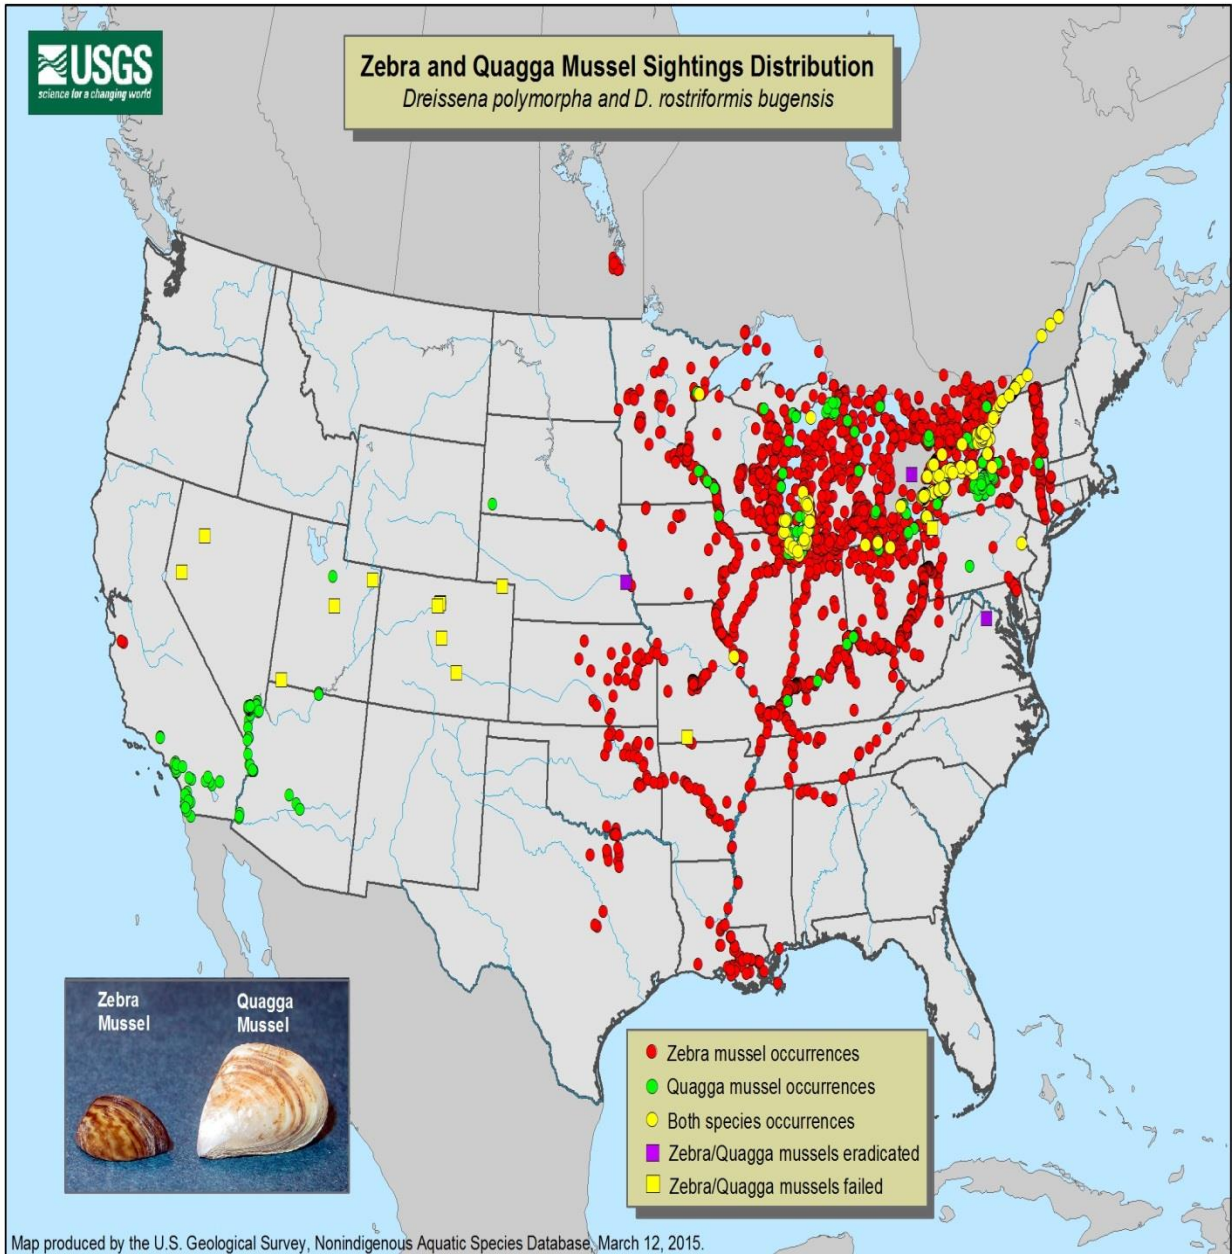 USGS
science for a changing world
Zebra and Quagga Mussel Sightings Distribution
Dreissena polymorpha and D. rostriformis bugensis
Zebra
Mussel
Quagga
Mussel
Zebra mussel occurrences
Quagga mussel occurrences
Both species occurrences
Zebra/Quagga mussels eradicated
Zebra/Quagga mussels failed
Map produced by the U.S. Geological Survey, Nonindigenous Aquatic Species Database, March 12, 2015.